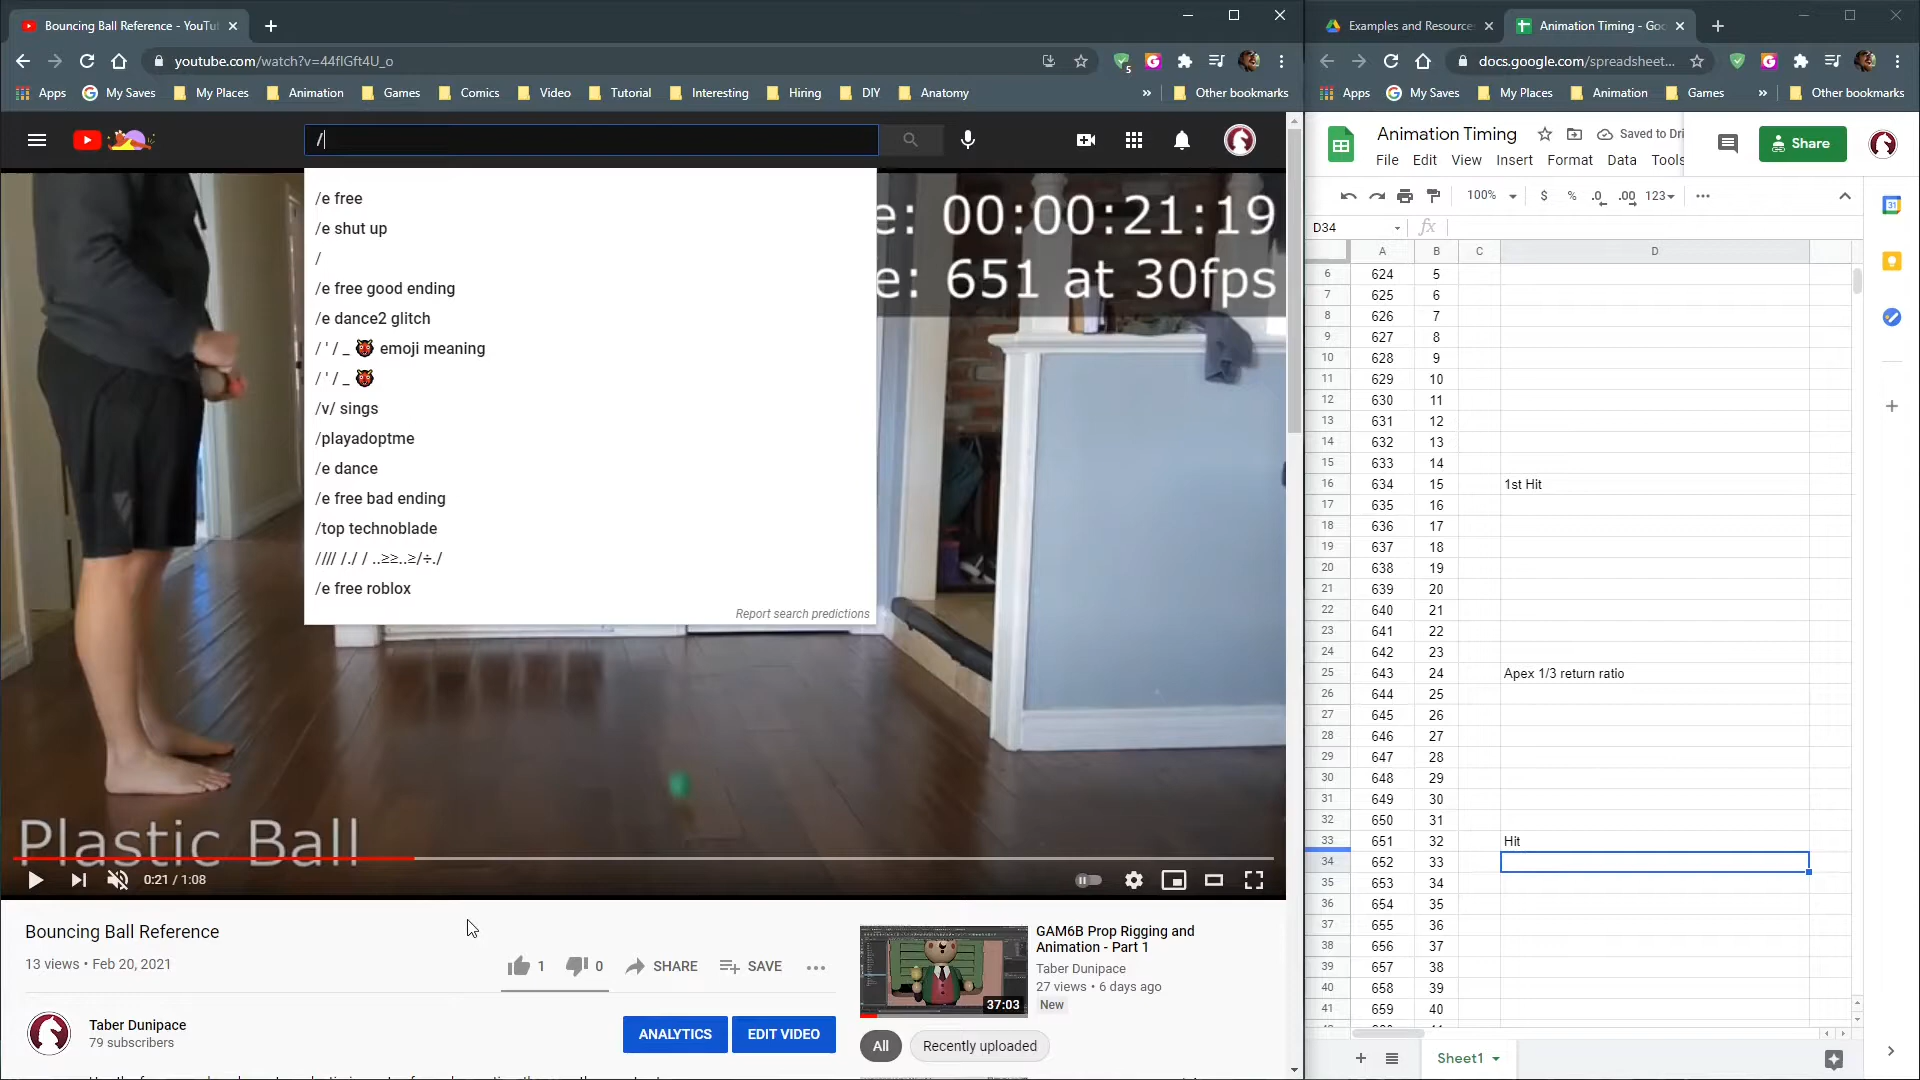 Bouncing Ball Reference - YouTu
youtube.com/watch?v=44flGft4U_o
Apps
My Saves
My Places
Animation
Games
Comics
Video
Tutorial
Interesting
Hiring
DIY
Anatomy
»
Other bookmarks
/
/e free
/e shut up
/
/e free good ending
/e dance2 glitch
/ ' / _ 👹 emoji meaning
/ ' / _ 👹
/v/ sings
/playadoptme
/e dance
/e free bad ending
/top technoblade
//// /./ / ..≥≥..≥/÷./
/e free roblox
Report search predictions
e: 00:00:21:19
e: 651 at 30fps
Plastic Ball
0:21 / 1:08
Bouncing Ball Reference
13 views • Feb 20, 2021
1
0
SHARE
SAVE
Taber Dunipace
79 subscribers
ANALYTICS
EDIT VIDEO
37:03
GAM6B Prop Rigging and
Animation - Part 1
Taber Dunipace
27 views • 6 days ago
New
All
Recently uploaded
Examples and Resource
Animation Timing - Goo
docs.google.com/spreadsheet...
Apps
My Saves
My Places
Animation
Games
»
Other bookmarks
Animation Timing
Saved to Dri
Share
File Edit View Insert Format Data Tools
100% $ % .0 .00 123
D34
fx
A B C D
6 624 5
7 625 6
8 626 7
9 627 8
10 628 9
11 629 10
12 630 11
13 631 12
14 632 13
15 633 14
16 634 15 1st Hit
17 635 16
18 636 17
19 637 18
20 638 19
21 639 20
22 640 21
23 641 22
24 642 23
25 643 24 Apex 1/3 return ratio
26 644 25
27 645 26
28 646 27
29 647 28
30 648 29
31 649 30
32 650 31
33 651 32 Hit
34 652 33
35 653 34
36 654 35
37 655 36
38 656 37
39 657 38
40 658 39
41 659 40
Sheet1
31
5